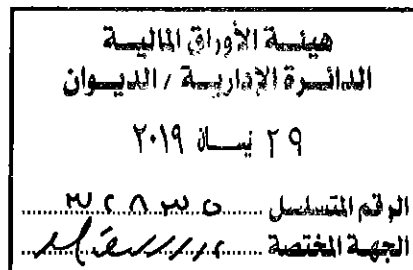 هيئة الأوراق المالية
الدائرة الإدارية / الديوان
٢٩ نيسان ٢٠١٩
الرقم المتسلسل
الجهة المختصة